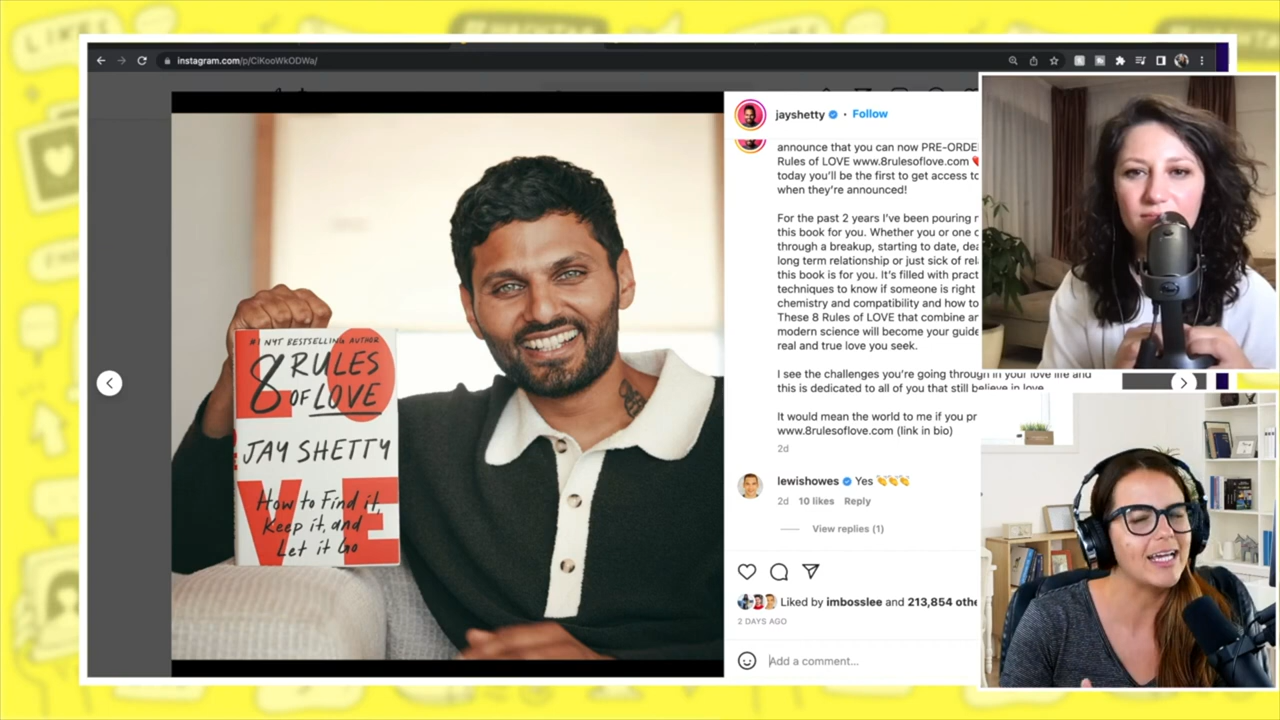 LIKES
instagram.com/p/CiKooWkODWa/
#1 NYT BESTSELLING AUTHOR
8 RULES
OF LOVE
JAY SHETTY
How to Find it,
Keep it, and
Let it Go
LOVE
jayshetty • Follow
announce that you can now PRE-ORDE
Rules of LOVE www.8rulesoflove.com
today you'll be the first to get access to
when they're announced!
For the past 2 years I've been pouring
this book for you. Whether you or one
through a breakup, starting to date, dea
long term relationship or just sick of rel
this book is for you. It's filled with pract
techniques to know if someone is right
chemistry and compatibility and how to
These 8 Rules of LOVE that combine an
modern science will become your guide
real and true love you seek.
I see the challenges you're going through in your love life and
this is dedicated to all of you that still believe in love
It would mean the world to me if you pr
www.8rulesoflove.com (link in bio)
2d
lewishowes Yes 👏👏👏
2d 10 likes Reply
View replies (1)
Liked by imbosslee and 213,854 othe
2 DAYS AGO
Add a comment...